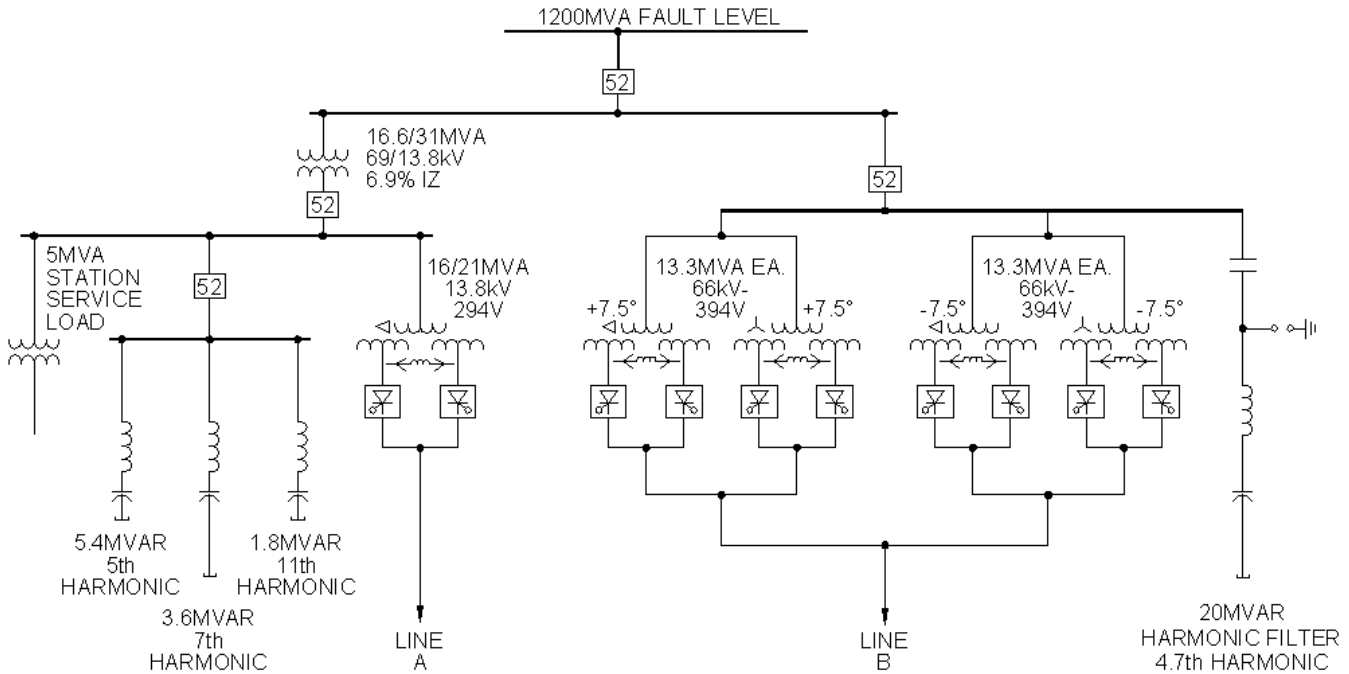 1200MVA FAULT LEVEL
52
16.6/31MVA
69/13.8kV
6.9% IZ
52
52
5MVA
STATION
SERVICE
LOAD
52
16/21MVA
13.8kV
294V
13.3MVA EA.
66kV-
394V
+7.5°
+7.5°
13.3MVA EA.
66kV-
394V
-7.5°
-7.5°
5.4MVAR
5th
HARMONIC
3.6MVAR
7th
HARMONIC
1.8MVAR
11th
HARMONIC
LINE
A
LINE
B
20MVAR
HARMONIC FILTER
4.7th HARMONIC